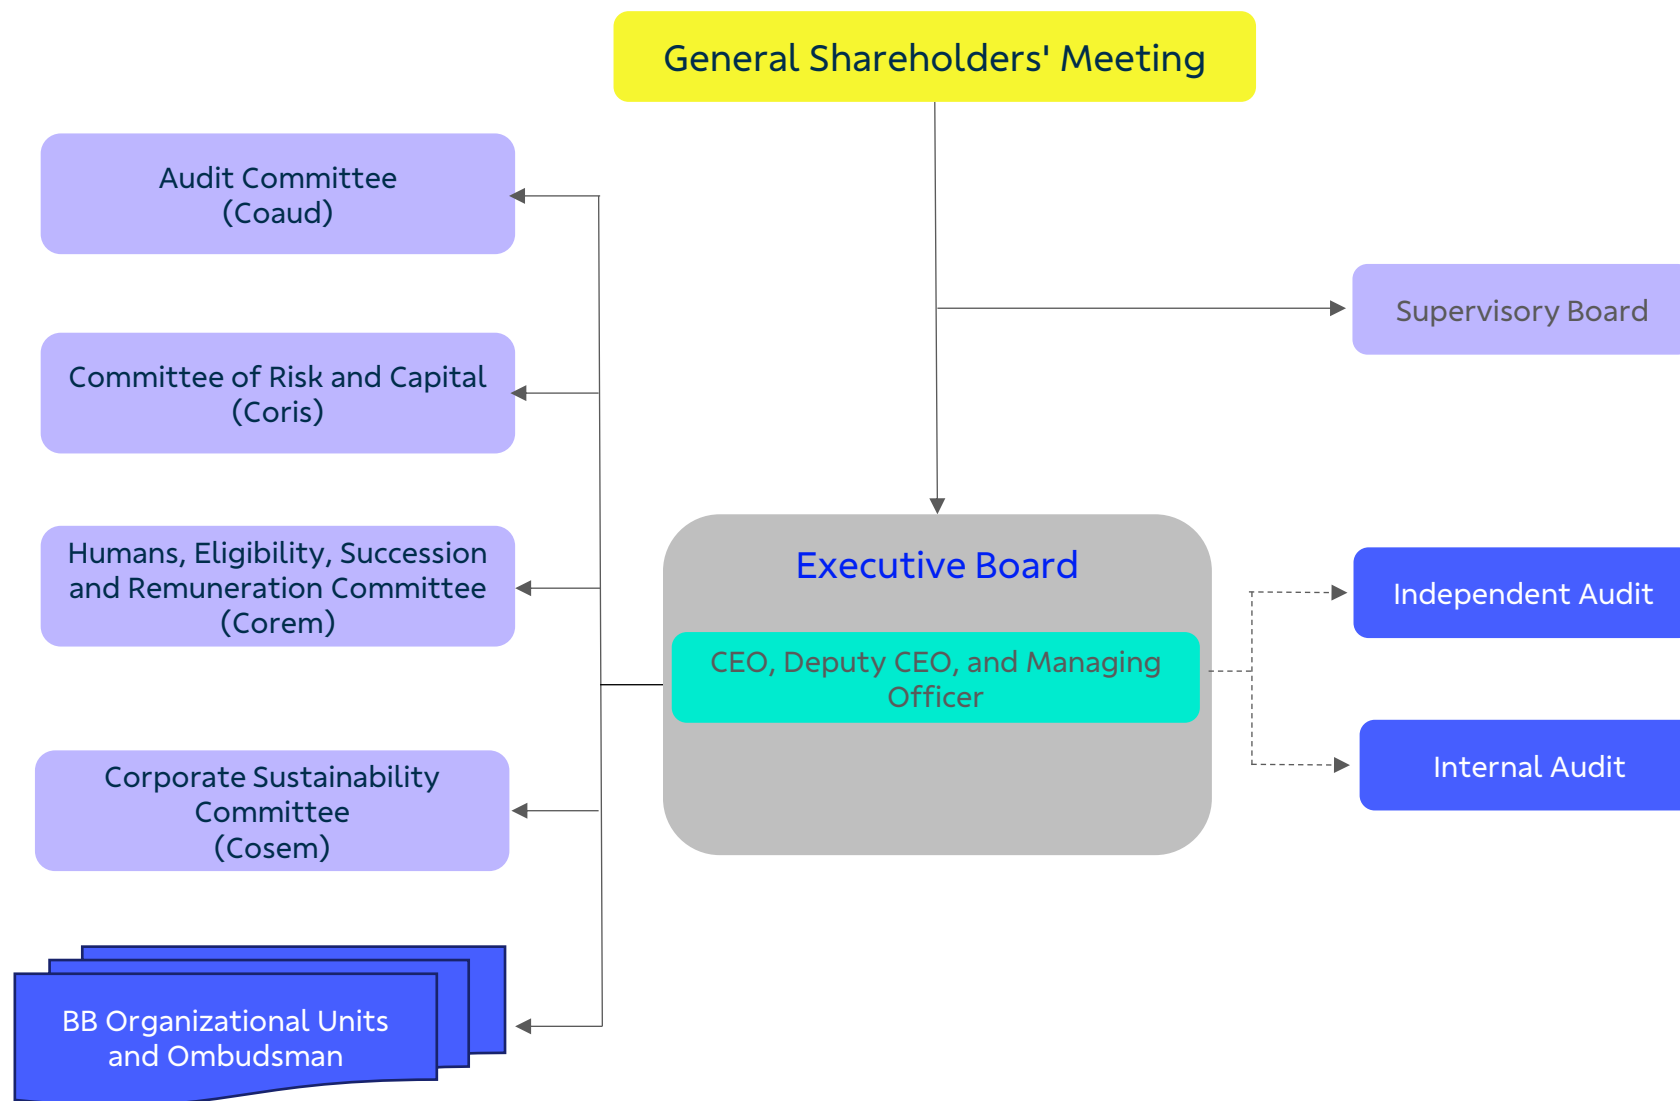 General Shareholders' Meeting
Audit Committee
(Coaud)
Supervisory Board
Committee of Risk and Capital
(Coris)
Humans, Eligibility, Succession
and Remuneration Committee
(Corem)
Executive Board
CEO, Deputy CEO, and Managing
Officer
Independent Audit
Internal Audit
Corporate Sustainability
Committee
(Cosem)
BB Organizational Units
and Ombudsman